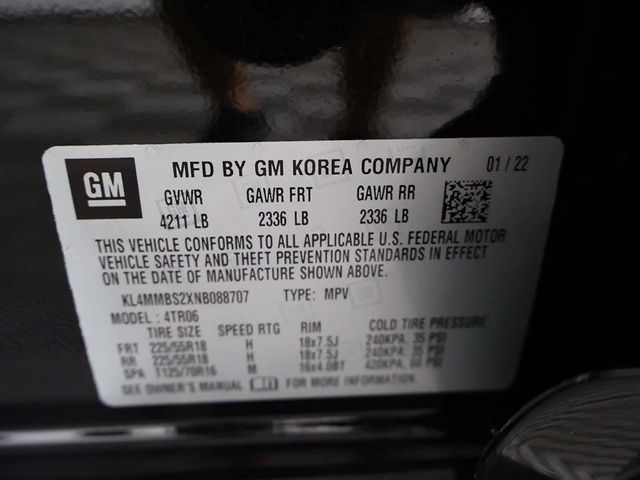 GM MFD BY GM KOREA COMPANY 01/22
GVWR GAWR FRT GAWR RR
4211 LB 2336 LB 2336 LB
THIS VEHICLE CONFORMS TO ALL APPLICABLE U.S. FEDERAL MOTOR
VEHICLE SAFETY AND THEFT PREVENTION STANDARDS IN EFFECT
ON THE DATE OF MANUFACTURE SHOWN ABOVE.
KL4MMBS2XNB088707 TYPE: MPV
MODEL: 4TR06
TIRE SIZE SPEED RTG RIM COLD TIRE PRESSURE
FRT 225/55R18 H 18x7.5J 240KPA, 35 PSI
RR 225/55R18 H 18x7.5J 240KPA, 35 PSI
SPA T125/70R16 M 16x4.0BT 420KPA, 60 PSI
SEE OWNER'S MANUAL FOR MORE INFORMATION